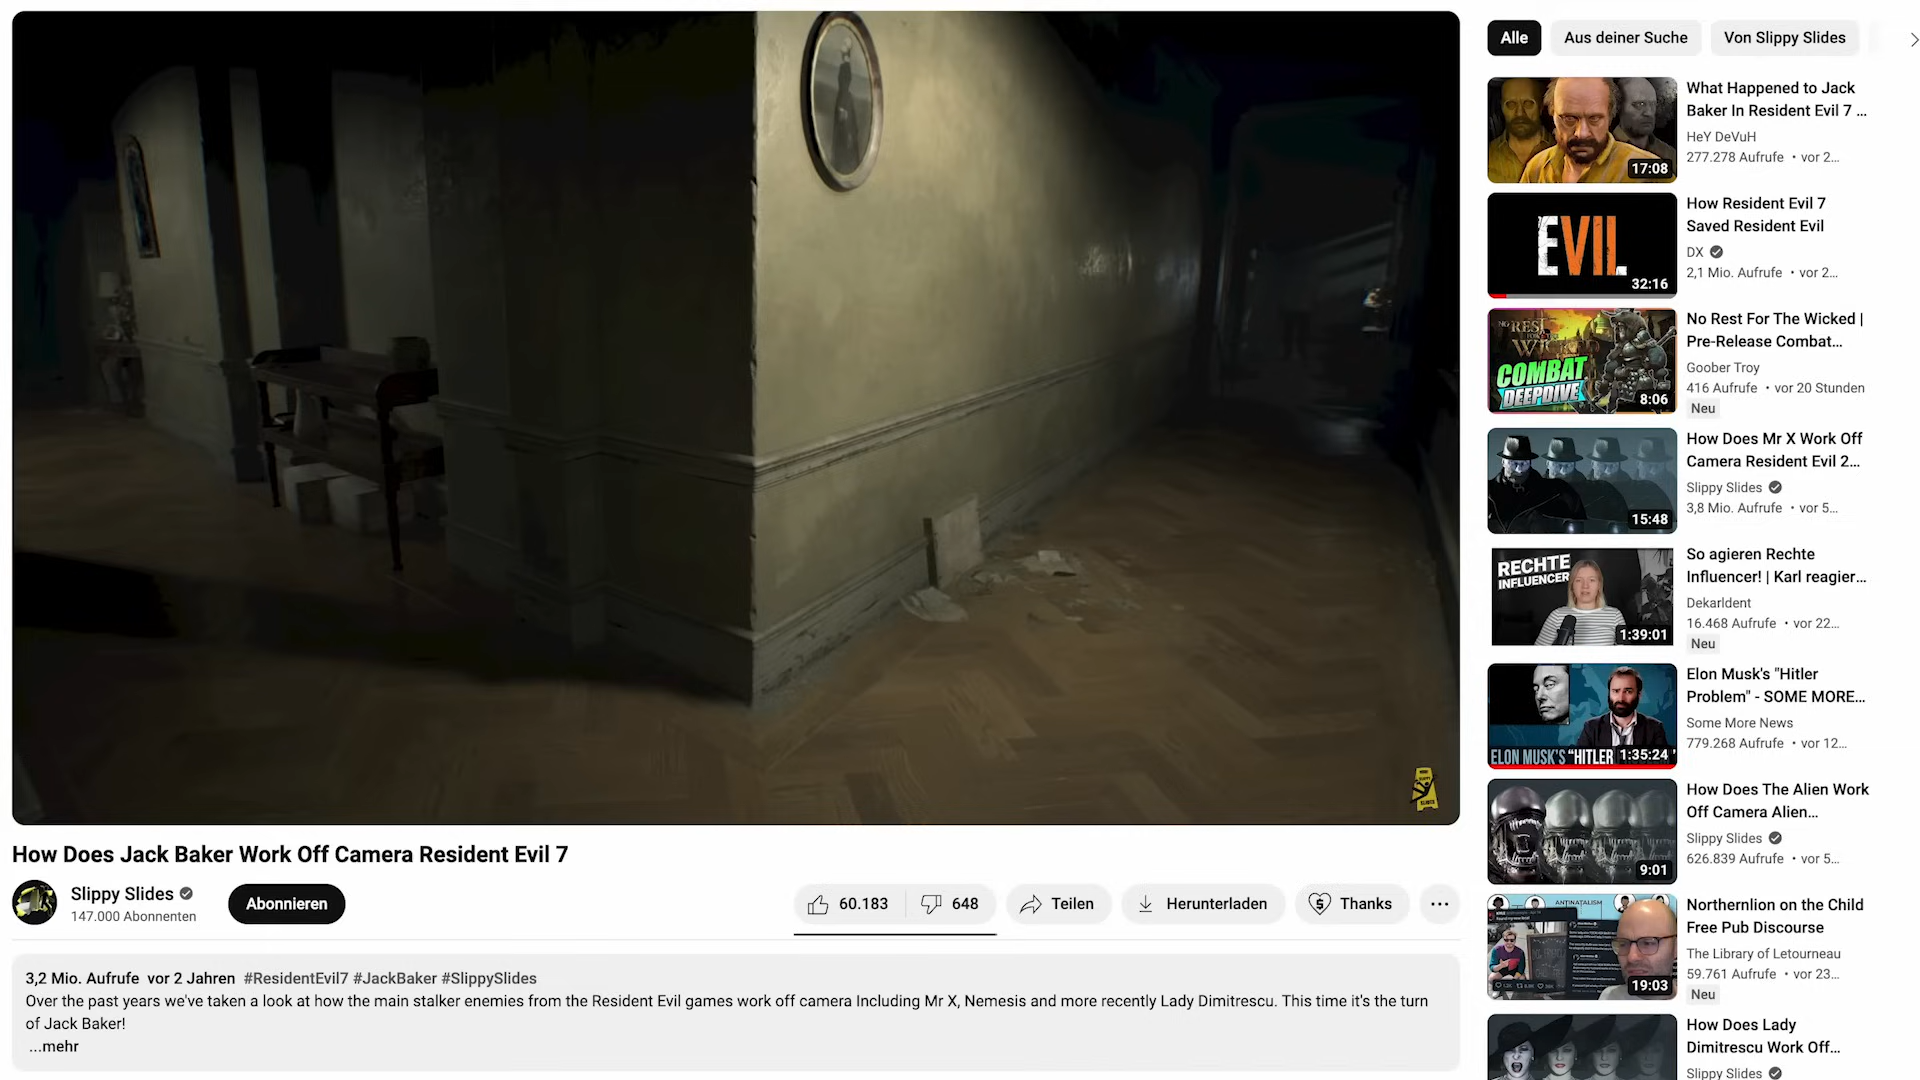 How Does Jack Baker Work Off Camera Resident Evil 7
Slippy Slides
147.000 Abonnenten
Abonnieren
60.183
648
Teilen
Herunterladen
Thanks
3,2 Mio. Aufrufe vor 2 Jahren #ResidentEvil7 #JackBaker #SlippySlides
Over the past years we've taken a look at how the main stalker enemies from the Resident Evil games work off camera Including Mr X, Nemesis and more recently Lady Dimitrescu. This time it's the turn
of Jack Baker!
...mehr
Alle
Aus deiner Suche
Von Slippy Slides
17:08
What Happened to Jack
Baker In Resident Evil 7 ...
HeY DeVuH
277.278 Aufrufe • vor 2...
EVIL
32:16
How Resident Evil 7
Saved Resident Evil
DX
2,1 Mio. Aufrufe • vor 2...
NO REST
WICKED
COMBAT
DEEPDIVE
8:06
No Rest For The Wicked |
Pre-Release Combat...
Goober Troy
416 Aufrufe • vor 20 Stunden
Neu
15:48
How Does Mr X Work Off
Camera Resident Evil 2...
Slippy Slides
3,8 Mio. Aufrufe • vor 5...
RECHTE
INFLUENCER
1:39:01
So agieren Rechte
Influencer! | Karl reagier...
Dekarldent
16.468 Aufrufe • vor 22...
Neu
ELON MUSK'S "HITLER
1:35:24
Elon Musk's "Hitler
Problem" - SOME MORE...
Some More News
779.268 Aufrufe • vor 12...
9:01
How Does The Alien Work
Off Camera Alien...
Slippy Slides
626.839 Aufrufe • vor 5...
ANTINATALISM
19:03
Northernlion on the Child
Free Pub Discourse
The Library of Letourneau
59.761 Aufrufe • vor 23...
Neu
How Does Lady
Dimitrescu Work Off...
Slippy Slides